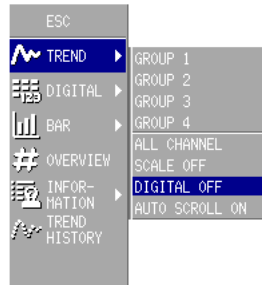 ESC
TREND
DIGITAL
123
BAR
OVERVIEW
INFOR-
MATION
TREND
HISTORY
GROUP 1
GROUP 2
GROUP 3
GROUP 4
ALL CHANNEL
SCALE OFF
DIGITAL OFF
AUTO SCROLL ON